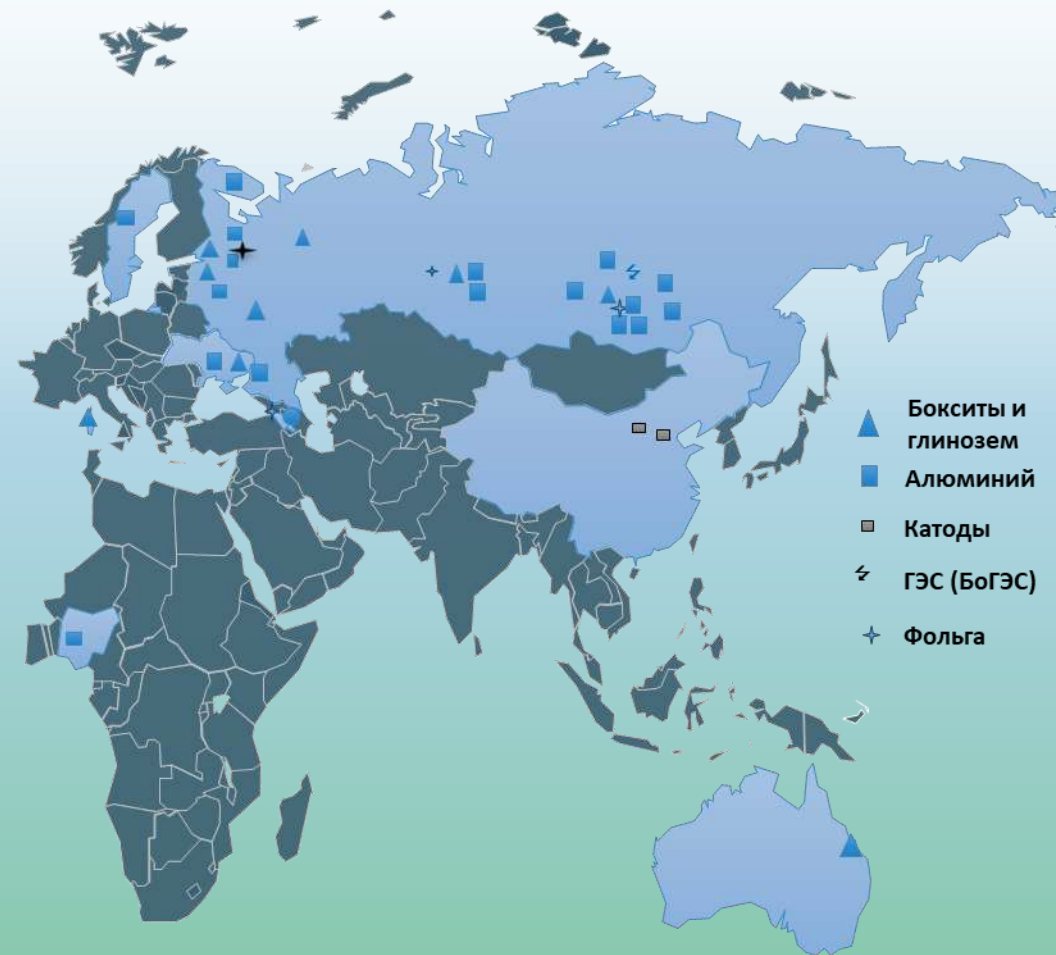 Бокситы и
глинозем
Алюминий
Катоды
ГЭС (БоГЭС)
Фольга